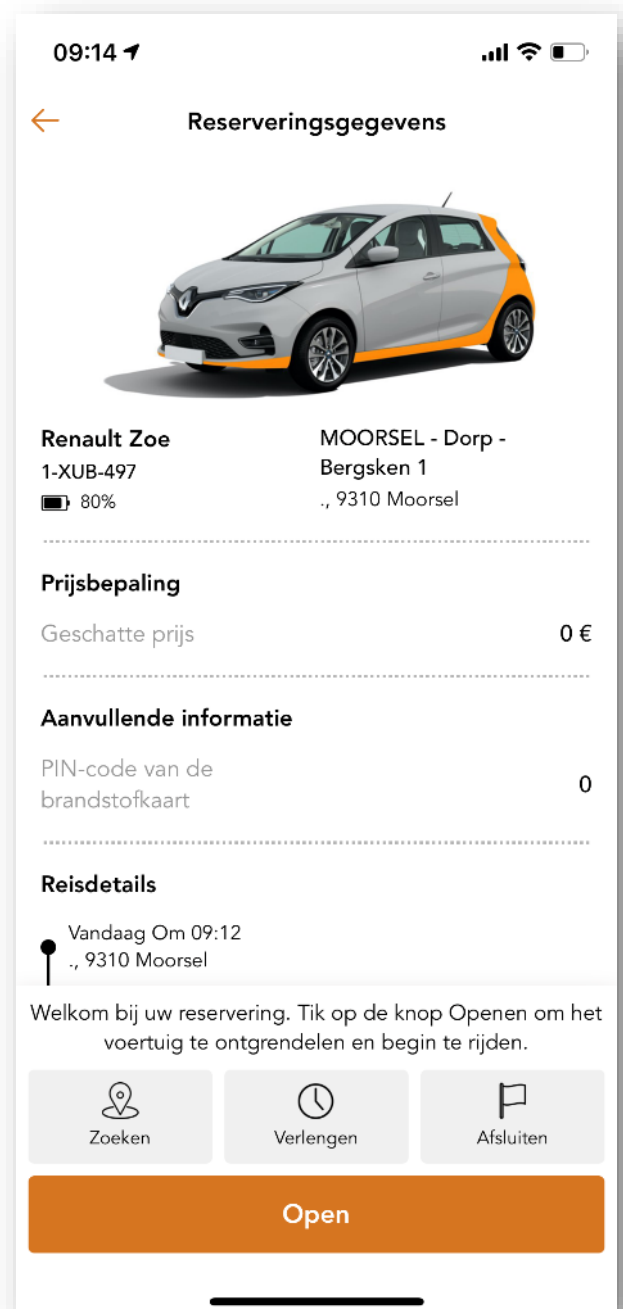 09:14
Reserveringsgegevens
Renault Zoe
1-XUB-497
80%
MOORSEL - Dorp -
Bergsken 1
., 9310 Moorsel
Prijsbepaling
Geschatte prijs
0 €
Aanvullende informatie
PIN-code van de
brandstofkaart
0
Reisdetails
Vandaag Om 09:12
., 9310 Moorsel
Welkom bij uw reservering. Tik op de knop Openen om het
voertuig te ontgrendelen en begin te rijden.
Zoeken
Verlengen
Afsluiten
Open